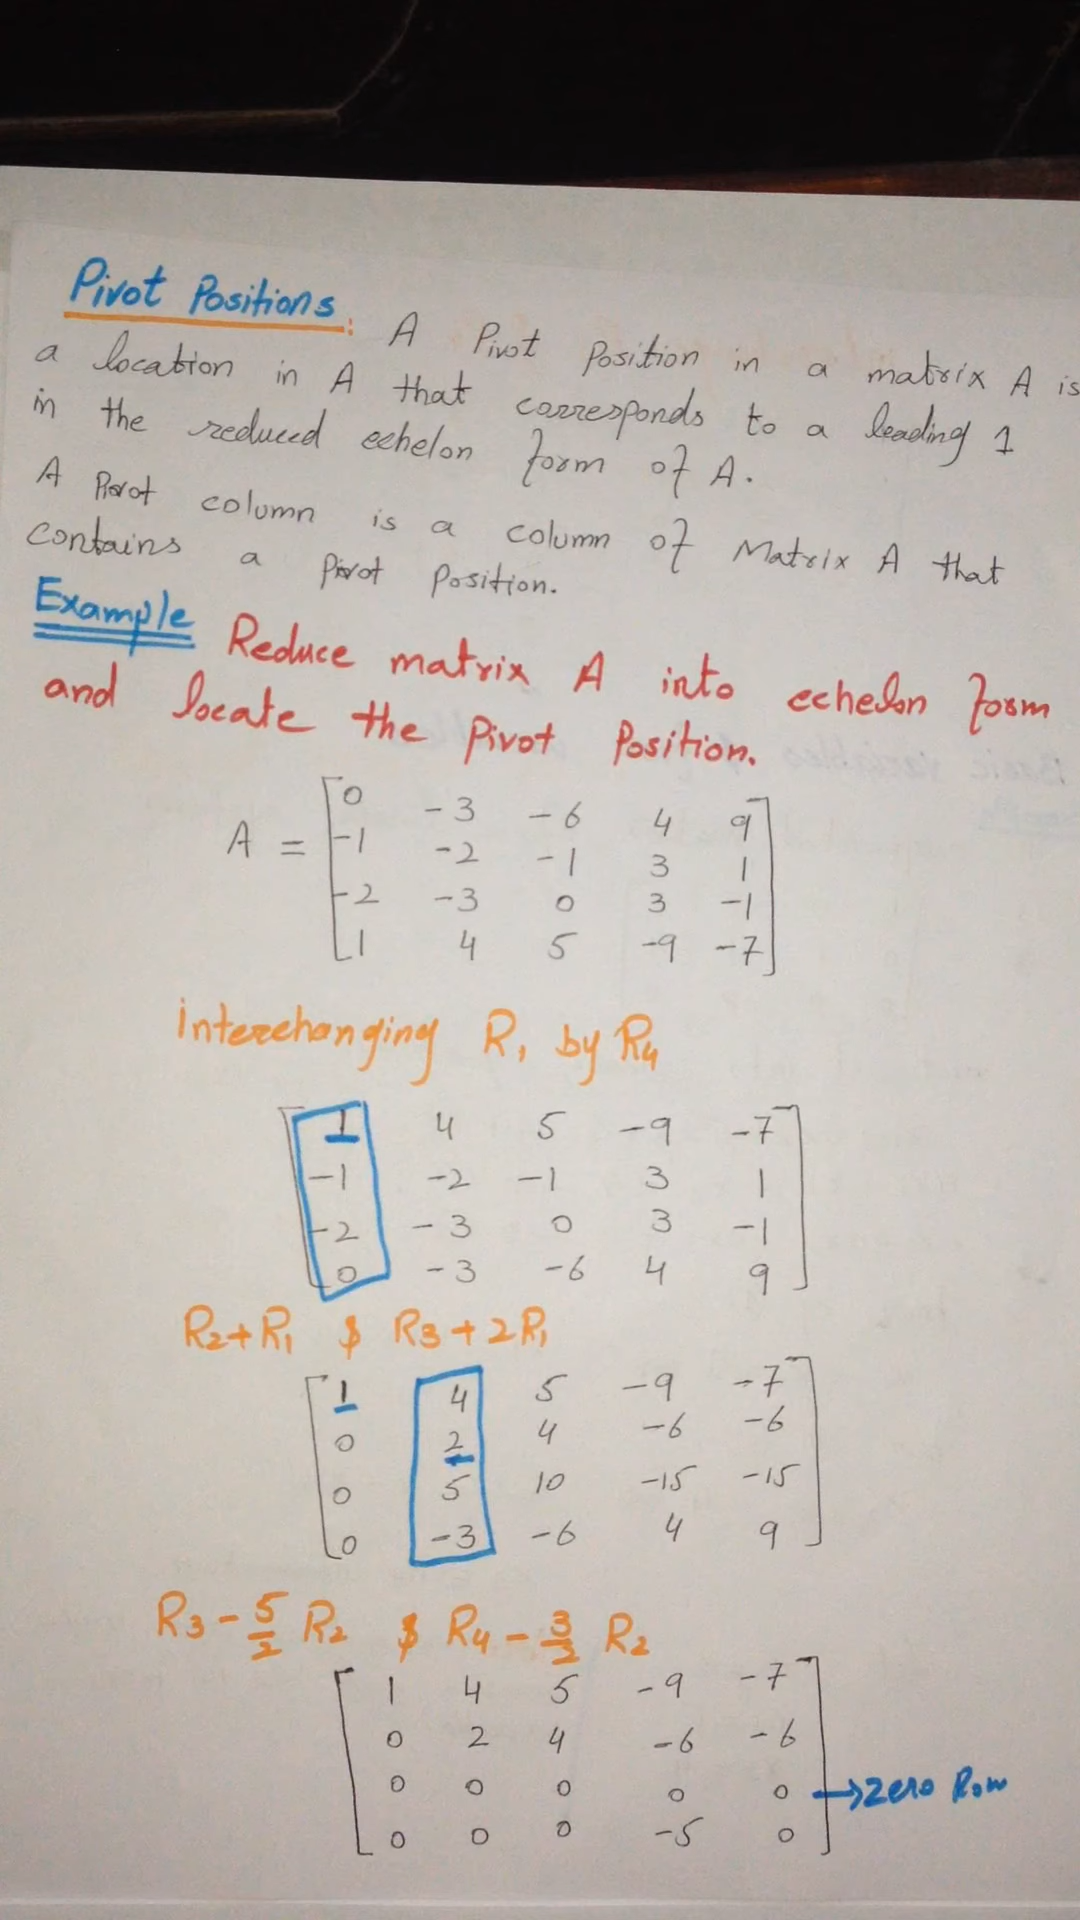 Pivot Positions: A Pivot Position in a matrix A is
a location in A that corresponds to a leading 1
in the reduced echelon form of A.
A Pivot column is a column of Matrix A that
contains a Pivot Position.
Example Reduce matrix A into echelon form
and locate the Pivot Position.
A = [0 -3 -6 4 9
-1 -2 -1 3 1
-2 -3 0 3 -1
1 4 5 -9 -7]
interchanging R1 by R4
[1 4 5 -9 -7
-1 -2 -1 3 1
-2 -3 0 3 -1
0 -3 -6 4 9]
R2+R1 $ R3+2R1
[1 4 5 -9 -7
0 2 4 -6 -6
0 5 10 -15 -15
0 -3 -6 4 9]
R3-5/2 R2 $ R4-3/2 R2
[1 4 5 -9 -7
0 2 4 -6 -6
0 0 0 0 0 →Zero Row
0 0 0 -5 0]